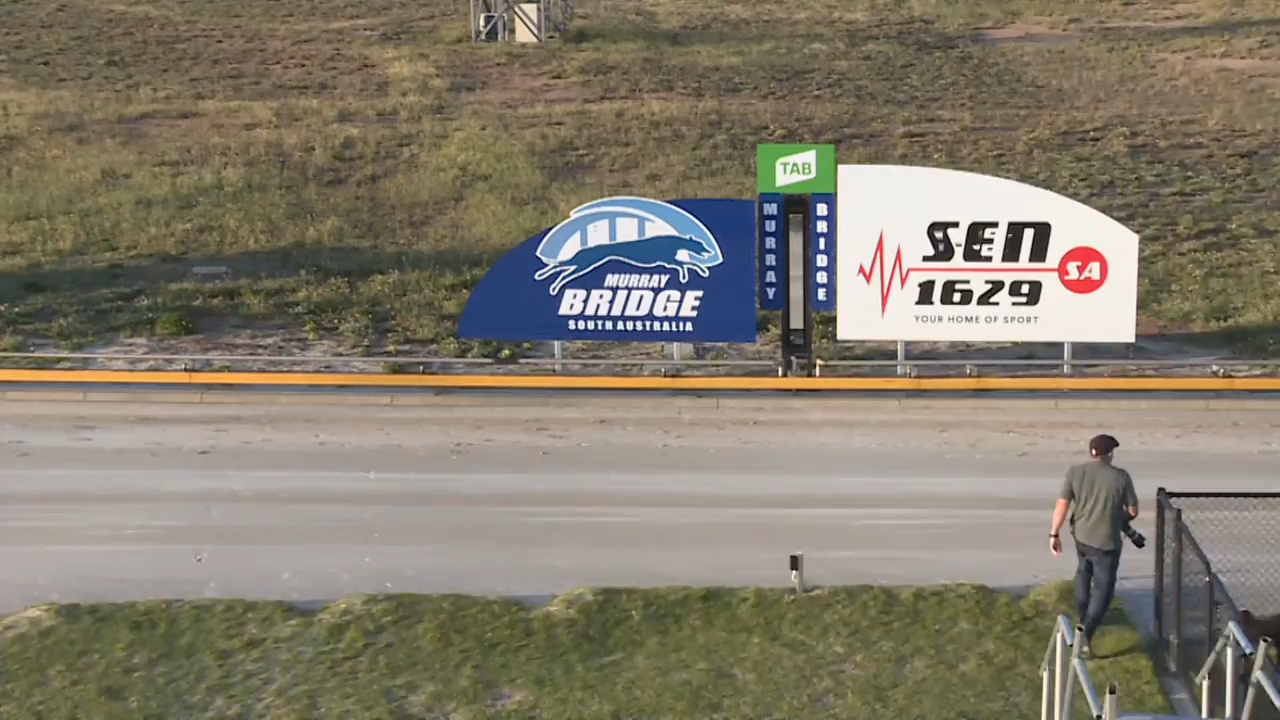 TAB
MURRAY
BRIDGE
MURRAY
BRIDGE
SOUTH AUSTRALIA
SEN
SA
1629
YOUR HOME OF SPORT